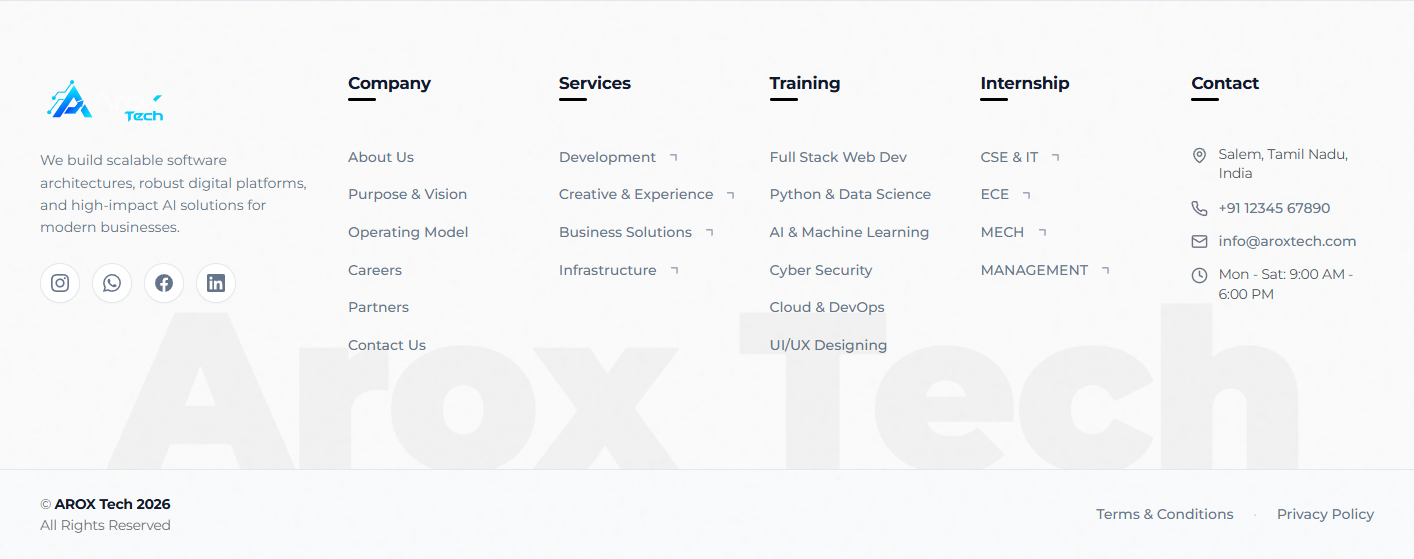 Tech
We build scalable software
architectures, robust digital platforms,
and high-impact AI solutions for
modern businesses.
Company
About Us
Purpose & Vision
Operating Model
Careers
Partners
Contact Us
Services
Development
Creative & Experience
Business Solutions
Infrastructure
Training
Full Stack Web Dev
Python & Data Science
AI & Machine Learning
Cyber Security
Cloud & DevOps
UI/UX Designing
Internship
CSE & IT
ECE
MECH
MANAGEMENT
Contact
Salem, Tamil Nadu,
India
+91 12345 67890
info@aroxtech.com
Mon - Sat: 9:00 AM -
6:00 PM
Arox Tech
© AROX Tech 2026
All Rights Reserved
Terms & Conditions · Privacy Policy